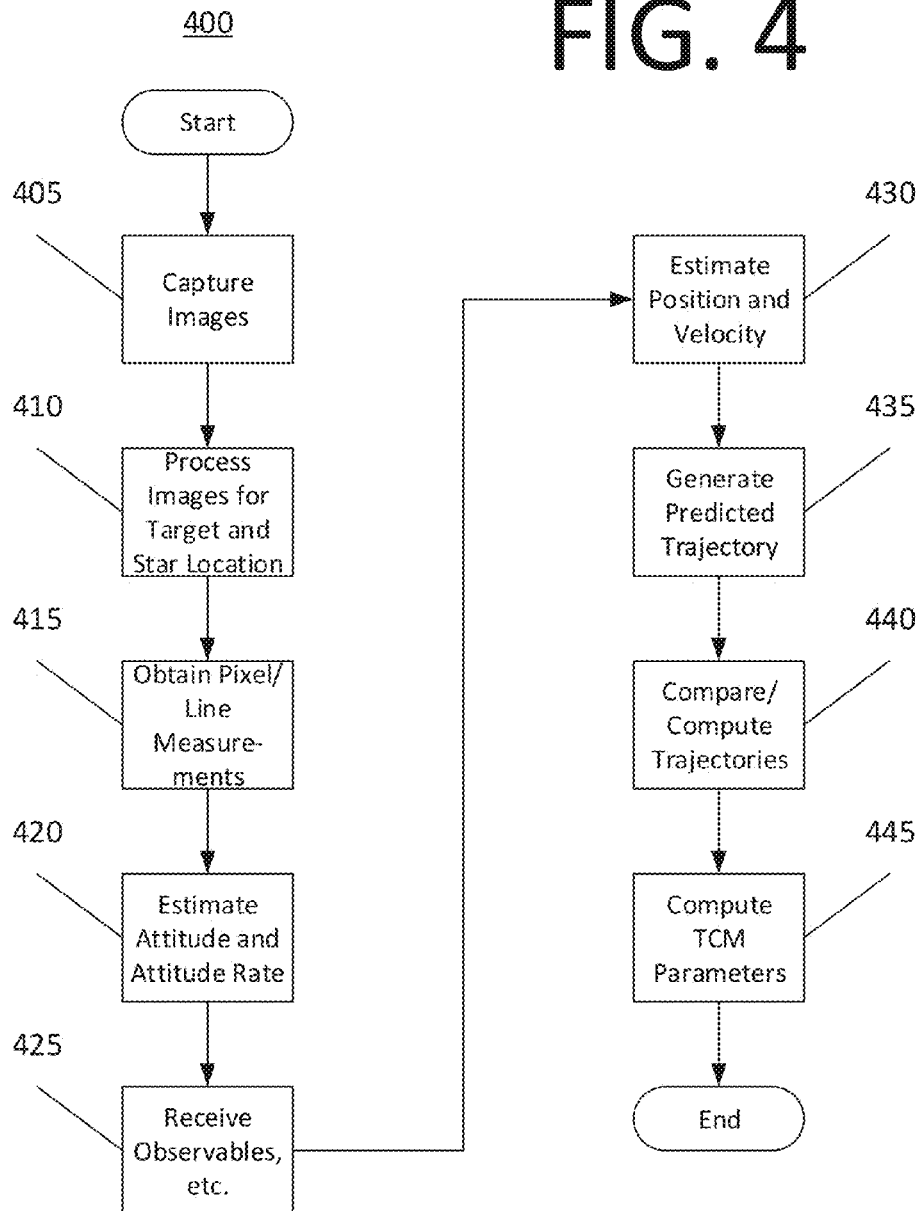 400
FIG. 4
Start
405
Capture
Images
410
Process
Images for
Target and
Star Location
415
Obtain Pixel/
Line
Measure-
ments
420
Estimate
Attitude and
Attitude Rate
425
Receive
Observables,
etc.
430
Estimate
Position and
Velocity
435
Generate
Predicted
Trajectory
440
Compare/
Compute
Trajectories
445
Compute
TCM
Parameters
End